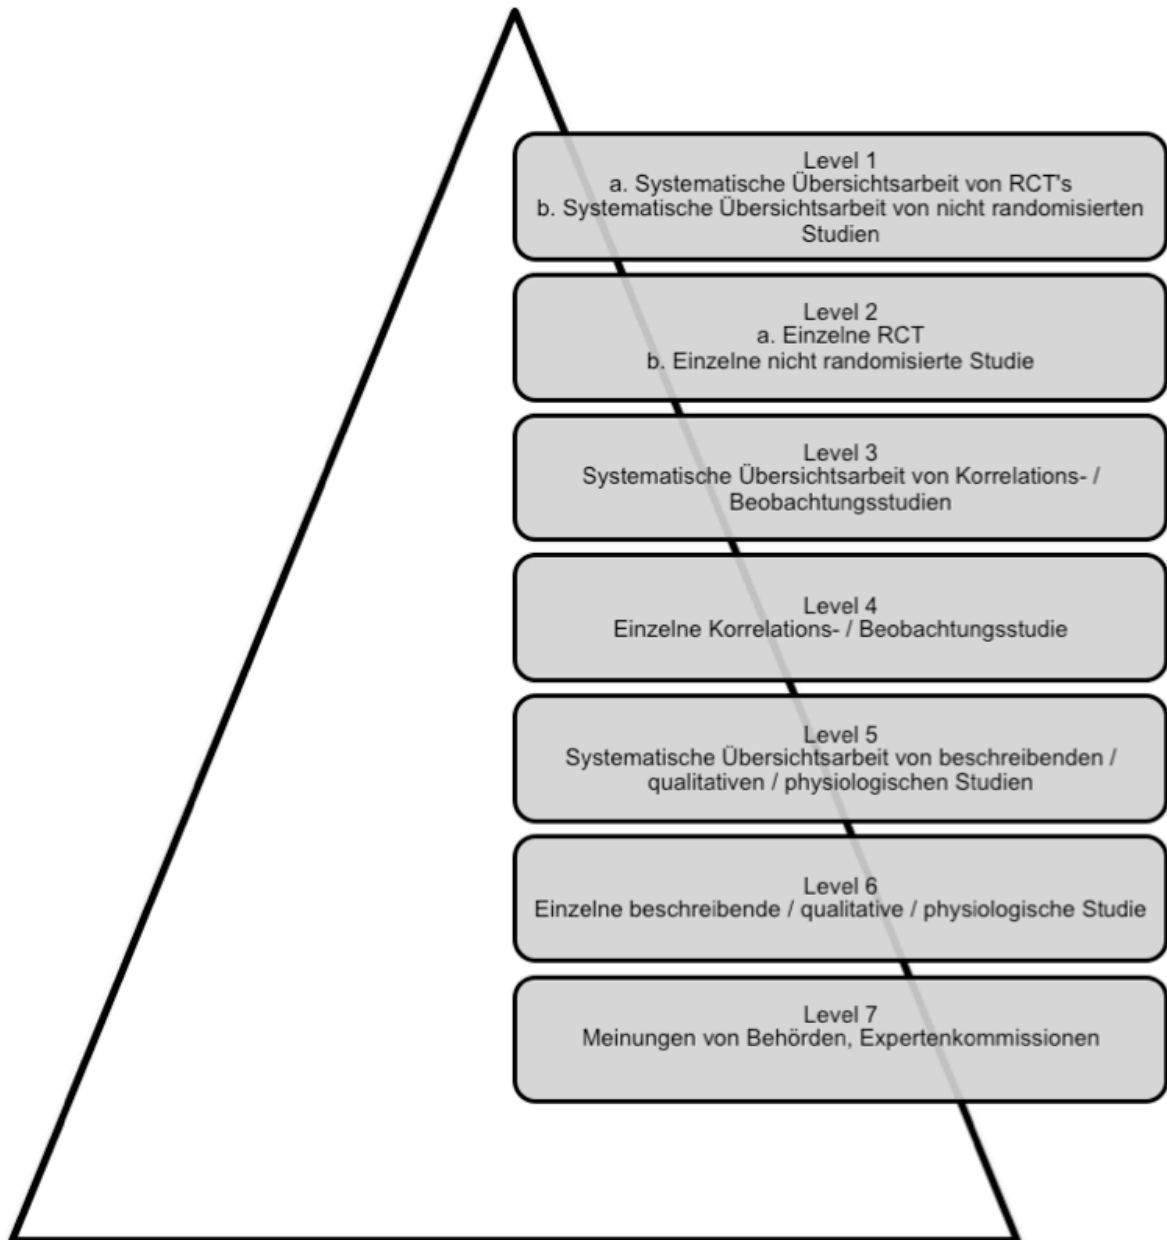 Level 1
a. Systematische Übersichtsarbeit von RCT's
b. Systematische Übersichtsarbeit von nicht randomisierten
Studien
Level 2
a. Einzelne RCT
b. Einzelne nicht randomisierte Studie
Level 3
Systematische Übersichtsarbeit von Korrelations- /
Beobachtungsstudien
Level 4
Einzelne Korrelations- / Beobachtungsstudie
Level 5
Systematische Übersichtsarbeit von beschreibenden /
qualitativen / physiologischen Studien
Level 6
Einzelne beschreibende / qualitative / physiologische Studie
Level 7
Meinungen von Behörden, Expertenkommissionen